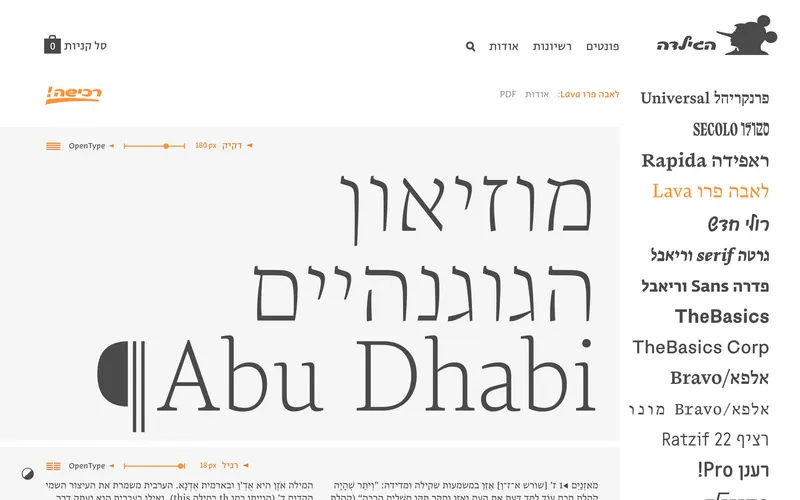 הגילדה
פונטים
רשיונות
אודות
סל קניות
0
לאבה פרו Lava:
אודות
PDF
רכישה!
דקיק
180 px
OpenType
מוזיאון
הגוגנהיים
Abu Dhabi¶
רגיל
18 px
OpenType
פרנקריהל Universal
סקולו SECOLO
ראפידה Rapida
לאבה פרו Lava
רולי חדש
גרטה serif וריאבל
פדרה Sans וריאבל
TheBasics
TheBasics Corp
אלפא/Bravo
אלפא/Bravo מונו
רציף 22 Ratzif
רענן Pro!